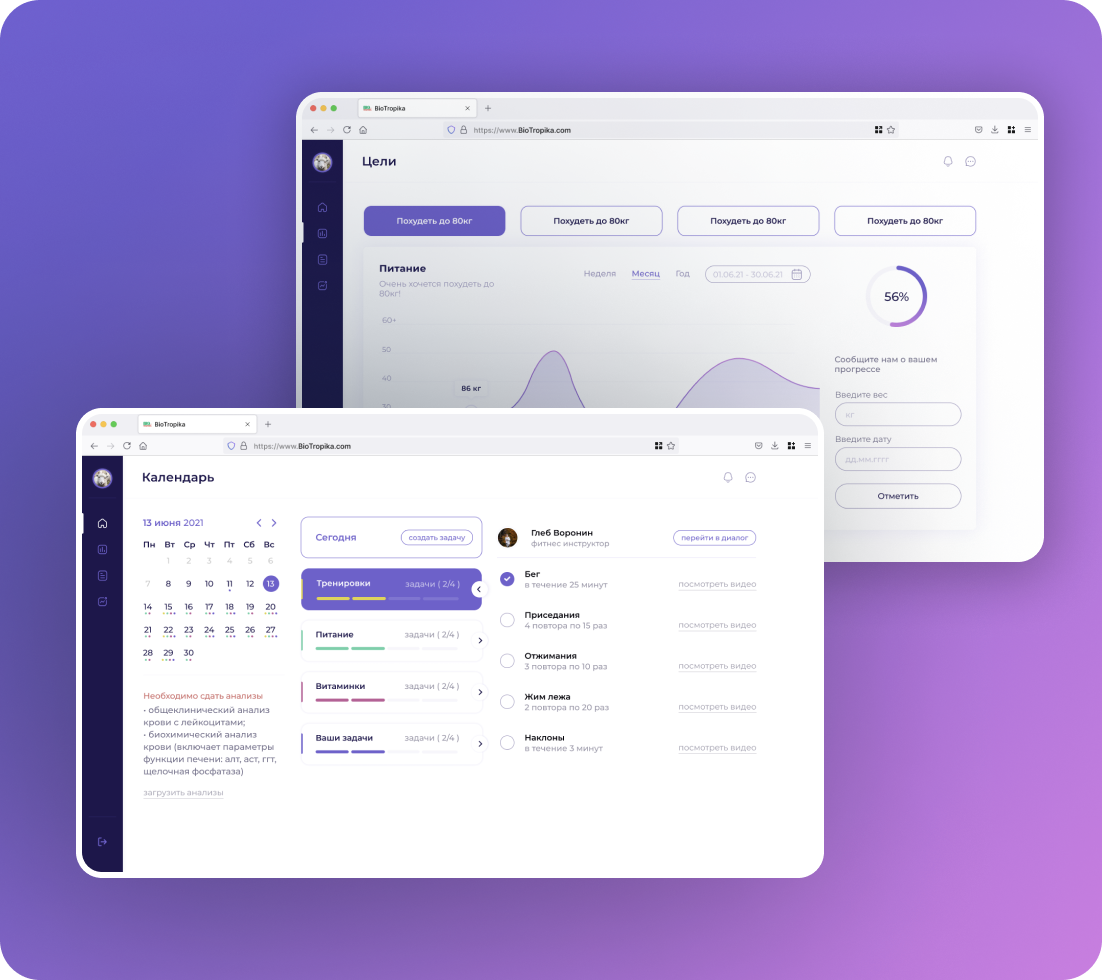 BioTropika
https://www.BioTropika.com
Цели
Похудеть до 80кг
Похудеть до 80кг
Похудеть до 80кг
Похудеть до 80кг
Питание
Очень хочется похудеть до
80кг!
Неделя
Месяц
Год
01.06.21 - 30.06.21
60+
50
40
30
86 кг
56%
Сообщите нам о вашем
прогрессе
Введите вес
кг
Введите дату
дд.мм.гггг
Отметить
BioTropika
https://www.BioTropika.com
Календарь
13 июня 2021
Пн Вт Ср Чт Пт Сб Вс
1 2 3 4 5 6
7 8 9 10 11 12 13
14 15 16 17 18 19 20
21 22 23 24 25 26 27
28 29 30
Необходимо сдать анализы
• общеклинический анализ
крови с лейкоцитами;
• биохимический анализ
крови (включает параметры
функции печени: алт, аст, ггт,
щелочная фосфатаза)
загрузить анализы
Сегодня
создать задачу
Тренировки
задачи ( 2/4 )
Питание
задачи ( 2/4 )
Витаминки
задачи ( 2/4 )
Ваши задачи
задачи ( 2/4 )
Глеб Воронин
фитнес инструктор
перейти в диалог
Бег
в течение 25 минут
посмотреть видео
Приседания
4 повтора по 15 раз
посмотреть видео
Отжимания
3 повтора по 10 раз
посмотреть видео
Жим лежа
2 повтора по 20 раз
посмотреть видео
Наклоны
в течение 3 минут
посмотреть видео